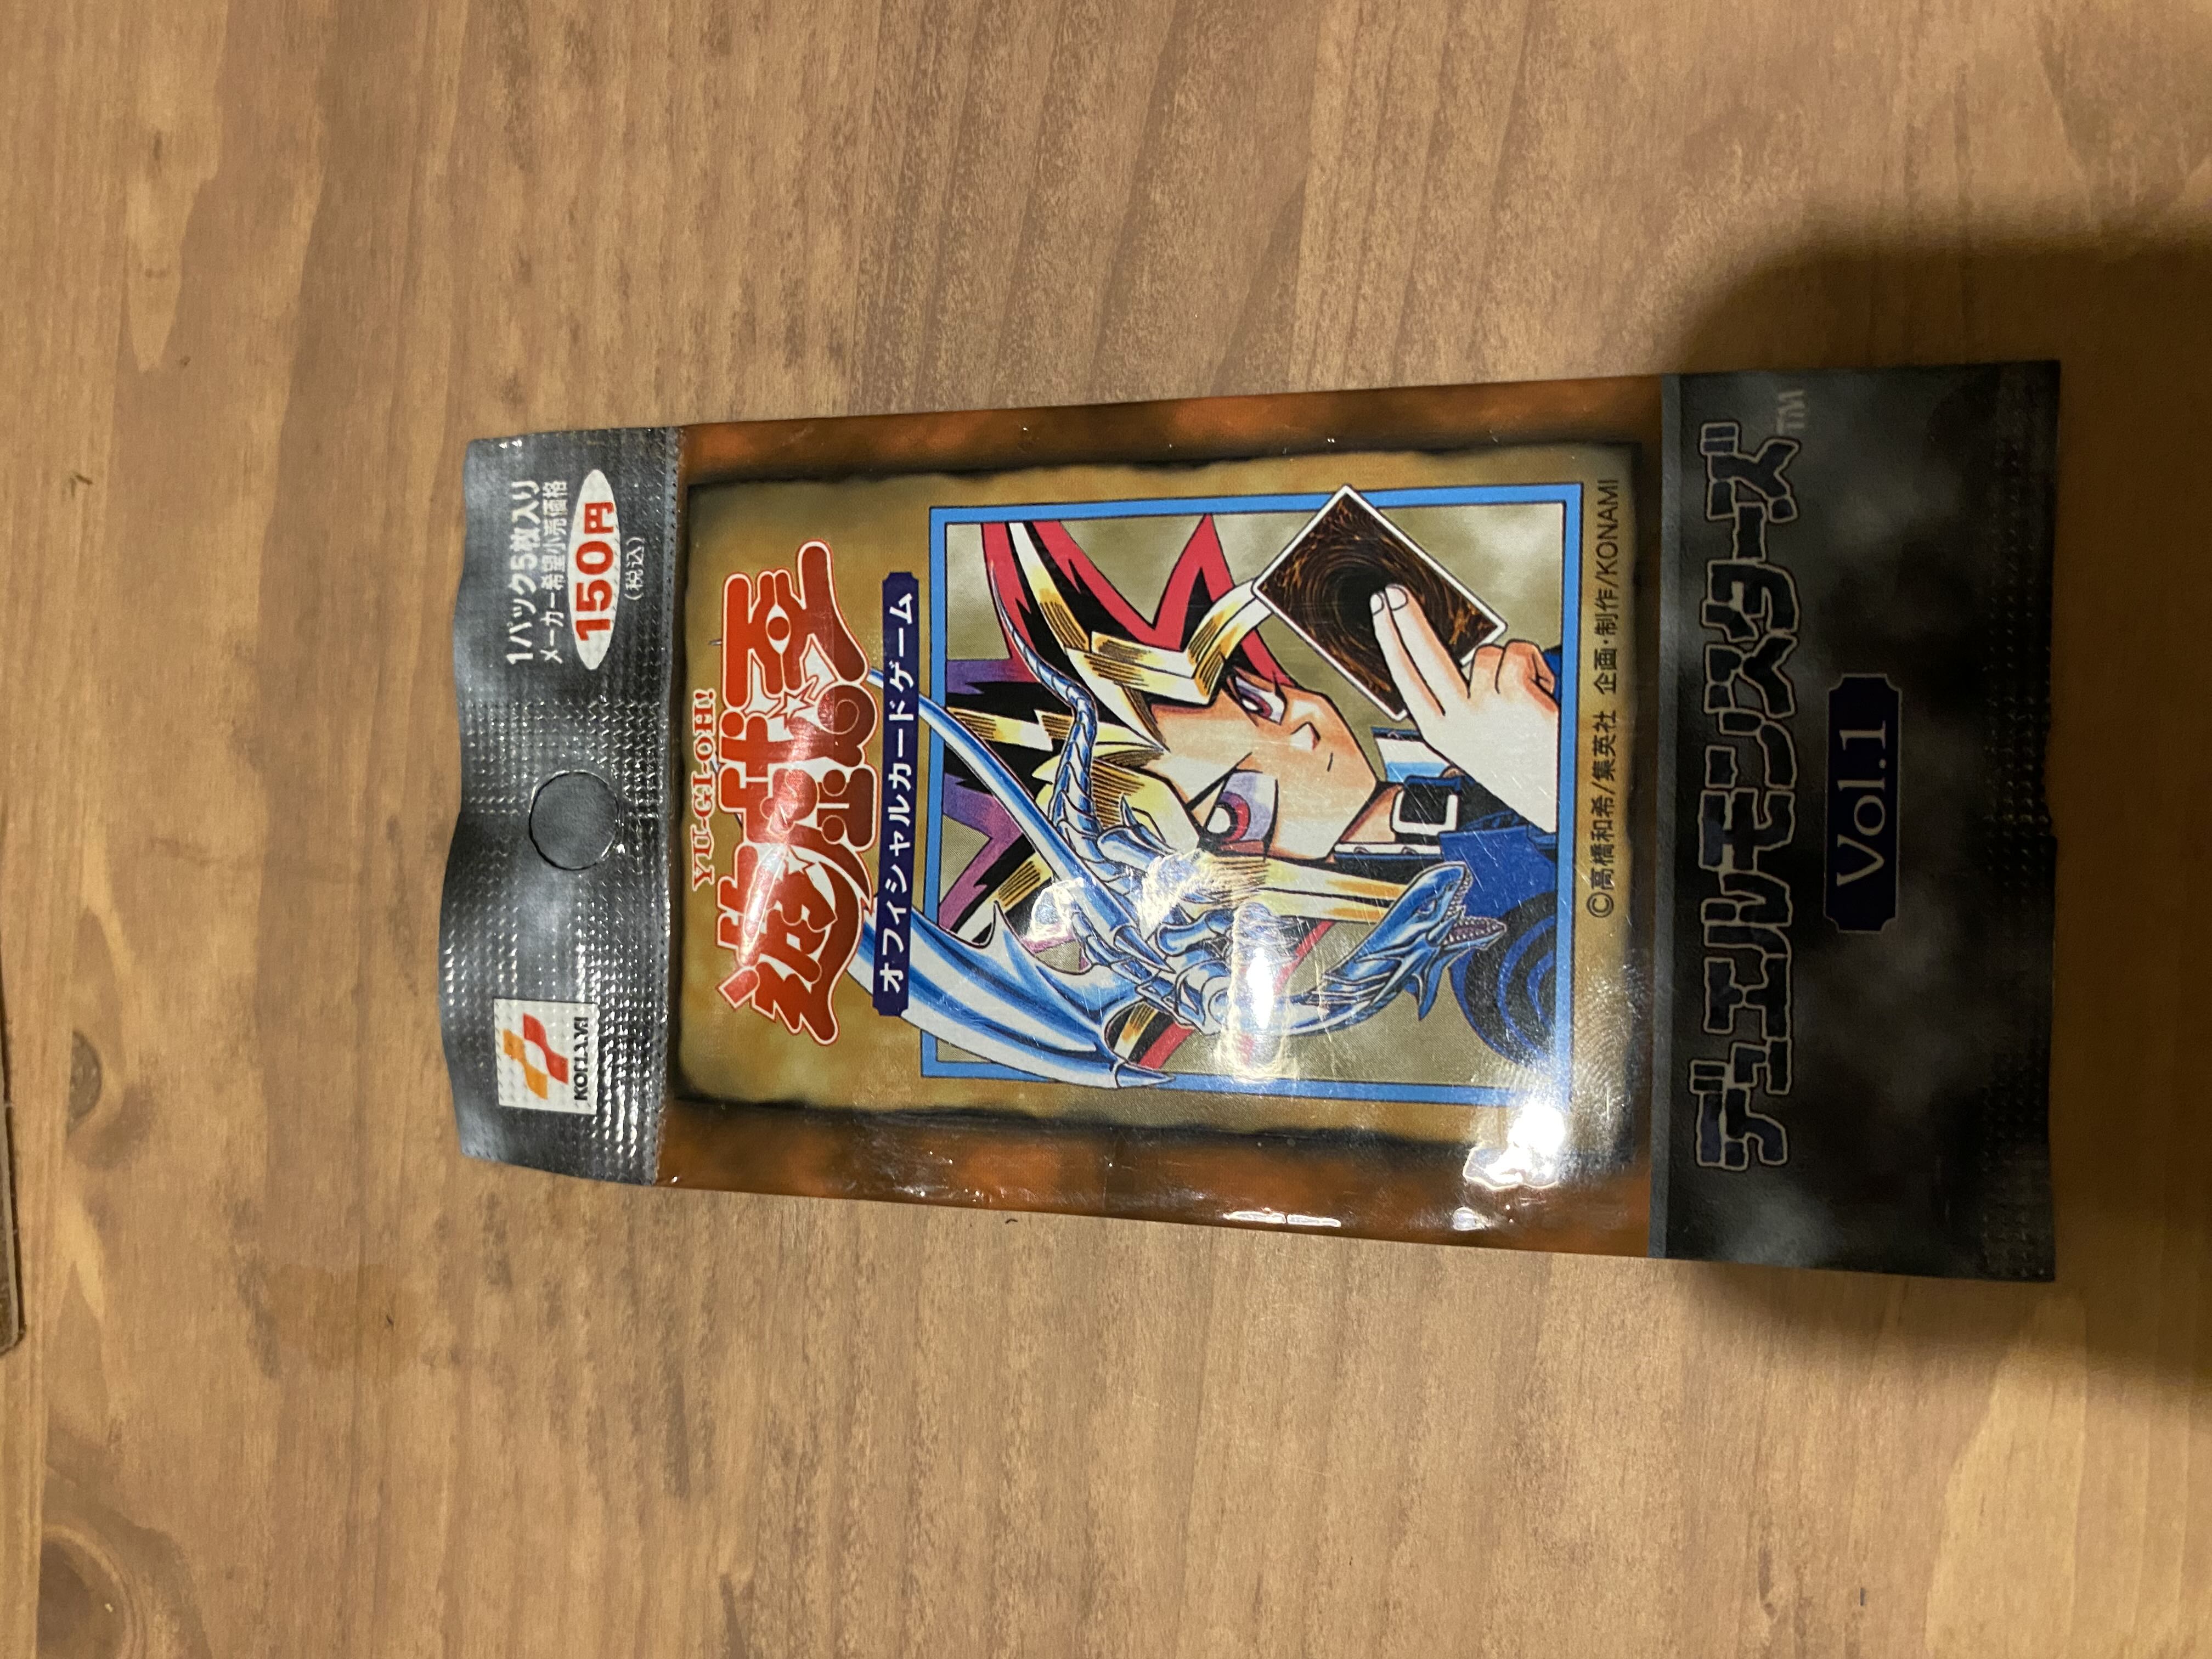 KONAMI
1パック5枚入り
メーカー希望小売価格
150円
(税込)
YU-GI-OH!
遊戯王
オフィシャルカードゲーム
©高橋和希/集英社 企画・制作/KONAMI
デュエルモンスターズ™
Vol.1